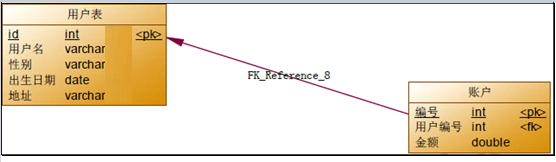 用户表
id int <pk>
用户名 varchar
性别 varchar
出生日期 date
地址 varchar
FK_Reference_8
账户
编号 int <pk>
用户编号 int <fk>
金额 double